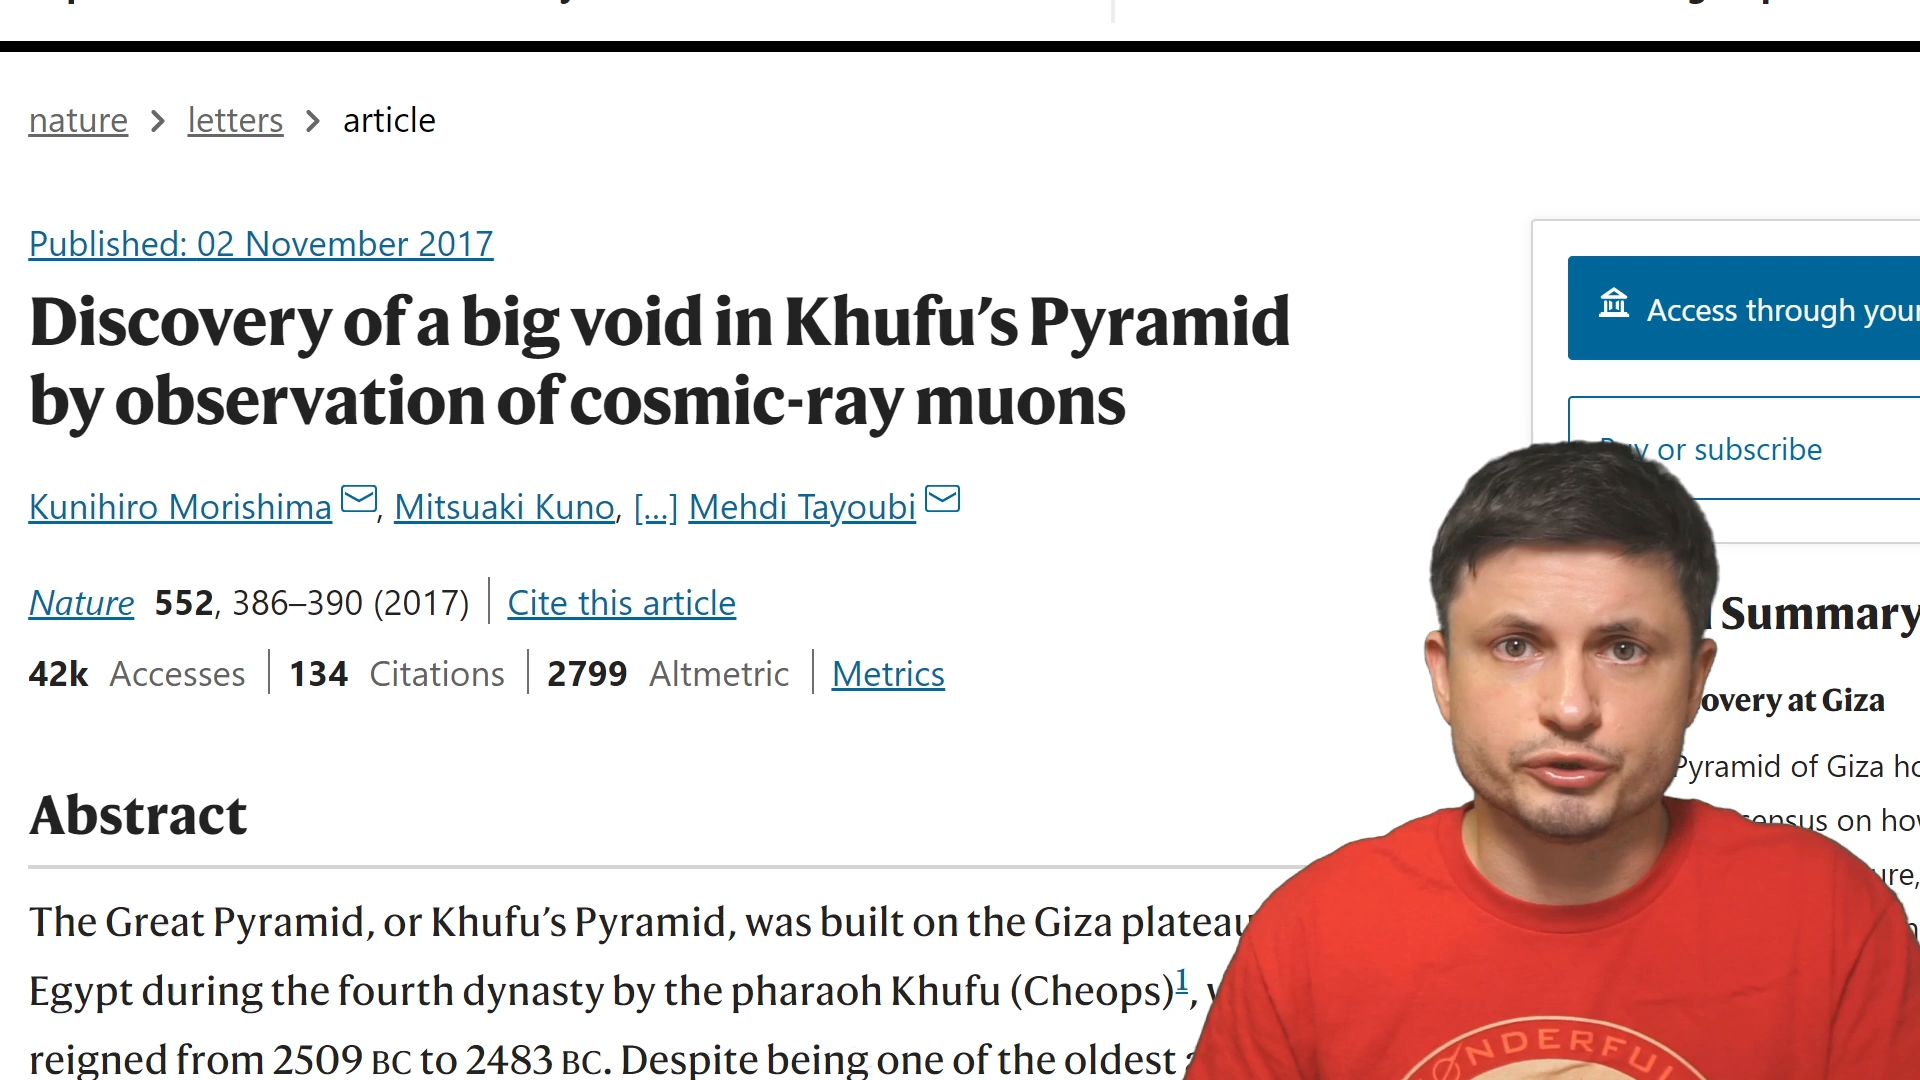 nature > letters > article
Published: 02 November 2017
Discovery of a big void in Khufu's Pyramid
by observation of cosmic-ray muons
Kunihiro Morishima, Mitsuaki Kuno, [...] Mehdi Tayoubi
Nature 552, 386–390 (2017) | Cite this article
42k Accesses | 134 Citations | 2799 Altmetric | Metrics
Abstract
The Great Pyramid, or Khufu's Pyramid, was built on the Giza plateau
Egypt during the fourth dynasty by the pharaoh Khufu (Cheops)1,
reigned from 2509 BC to 2483 BC. Despite being one of the oldest
Access through your
or subscribe
Summary
at Giza
Pyramid of Giza
on